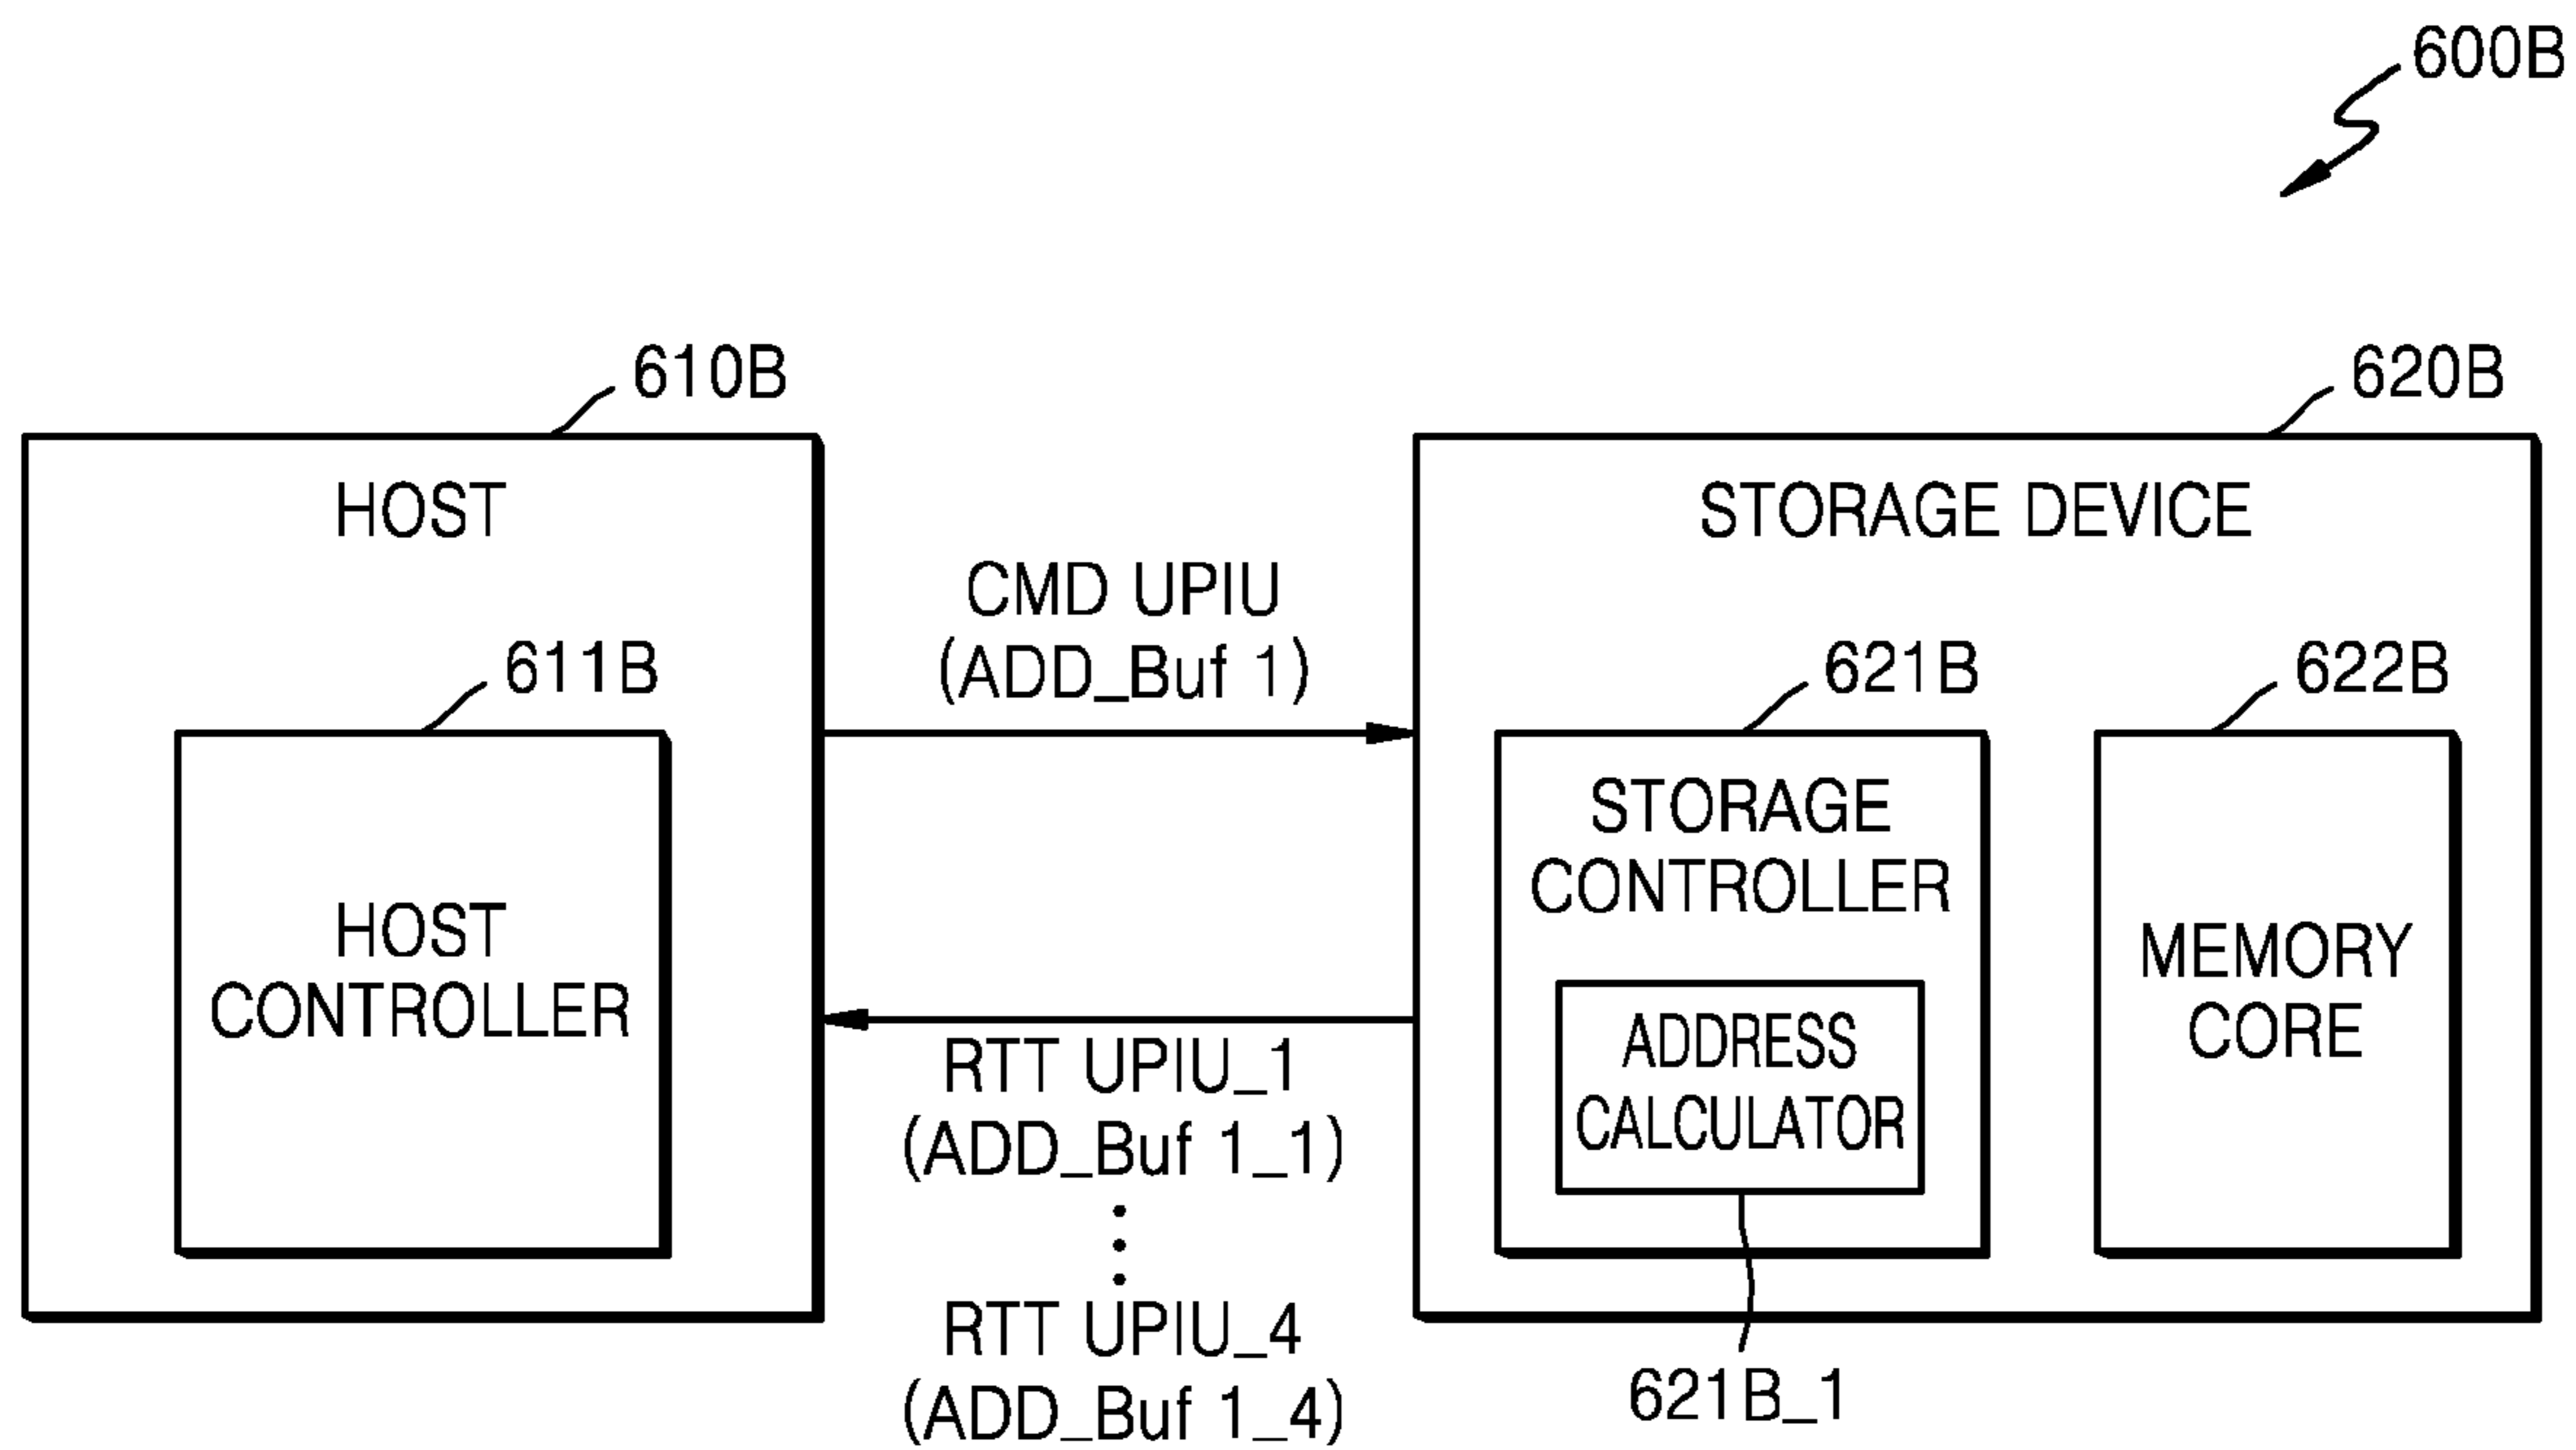 600B
610B
620B
HOST
STORAGE DEVICE
CMD UPIU
(ADD_Buf 1)
611B
621B
622B
STORAGE
CONTROLLER
HOST
CONTROLLER
MEMORY
CORE
ADDRESS
CALCULATOR
RTT UPIU_1
(ADD_Buf 1_1)
RTT UPIU_4
(ADD_Buf 1_4)
621B_1